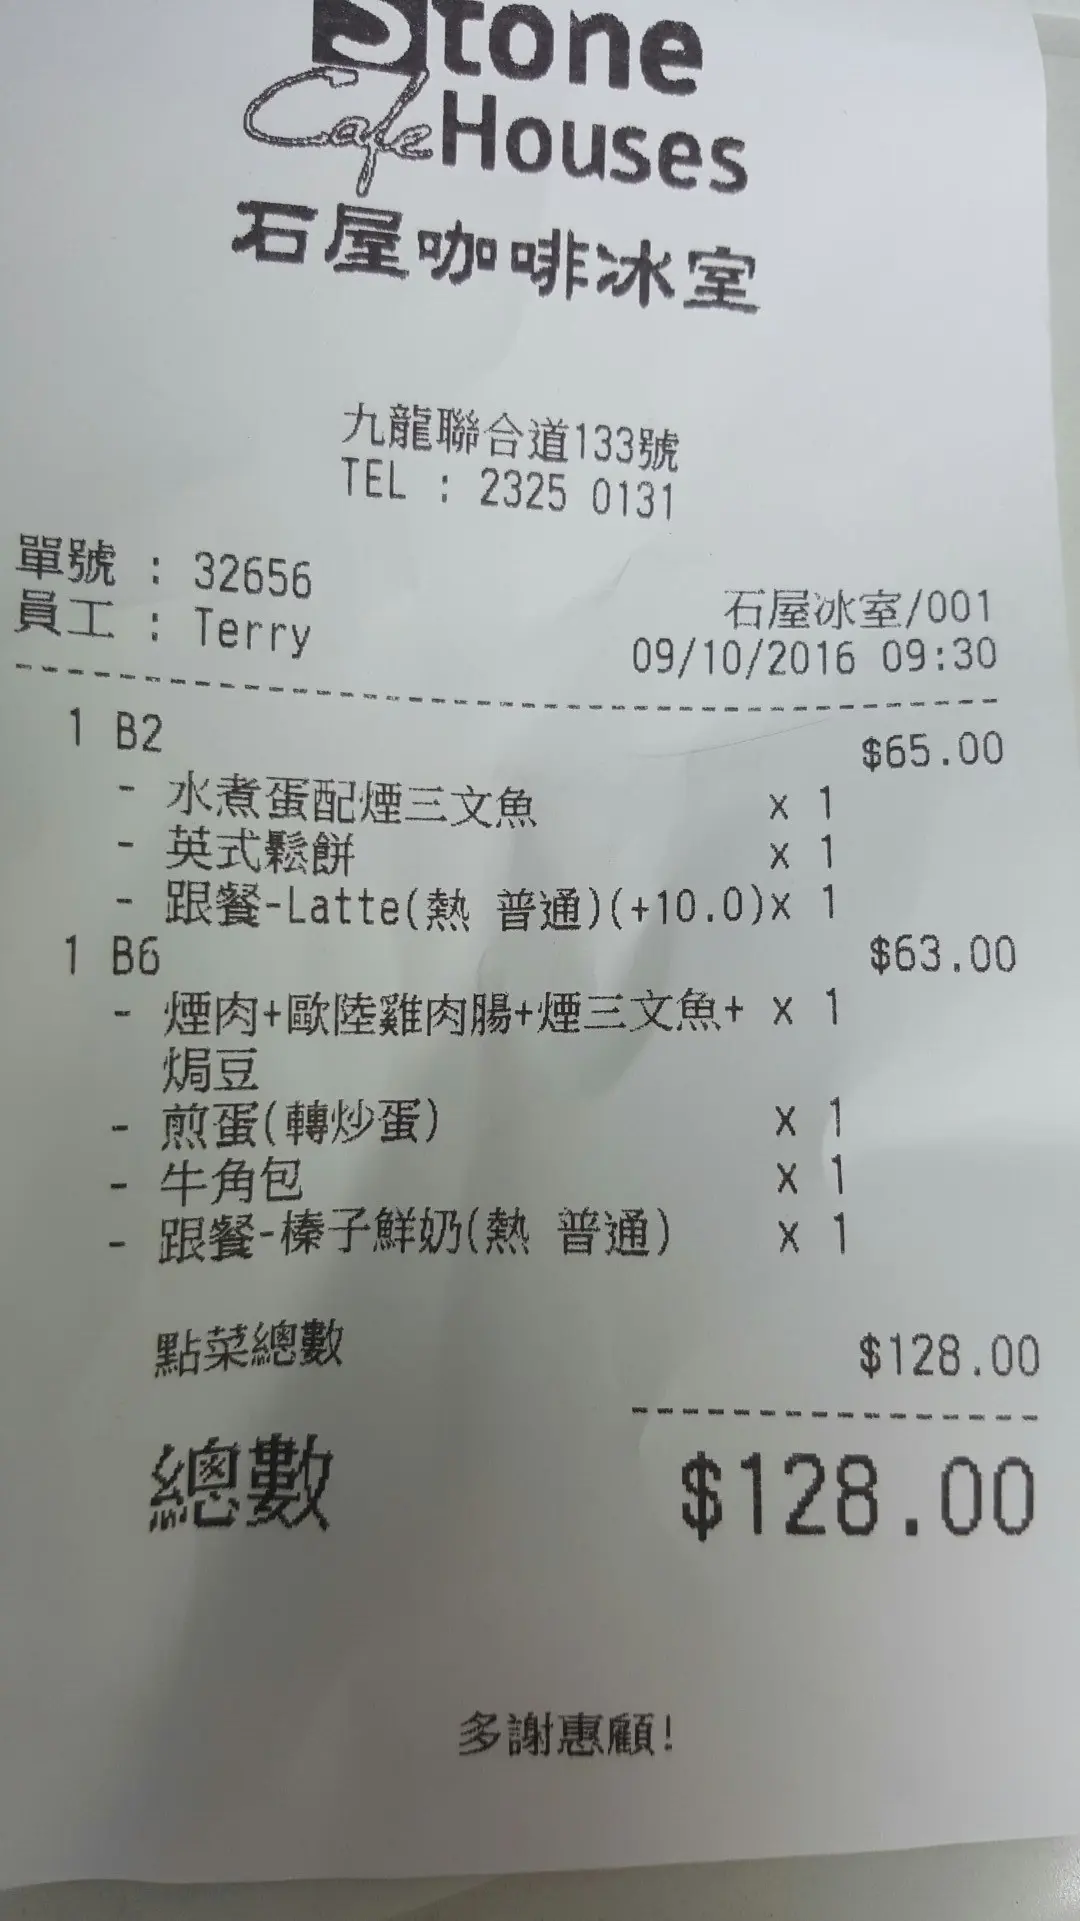 Stone
Cafe Houses
石屋咖啡冰室
九龍聯合道133號
TEL : 2325 0131
單號 : 32656
員工 : Terry
石屋冰室/001
09/10/2016 09:30
1 B2 $65.00
- 水煮蛋配煙三文魚 x 1
- 英式鬆餅 x 1
- 跟餐-Latte(熱 普通)(+10.0)x 1
1 B6 $63.00
- 煙肉+歐陸雞肉腸+煙三文魚+ x 1
焗豆
- 煎蛋(轉炒蛋) x 1
- 牛角包 x 1
- 跟餐-榛子鮮奶(熱 普通) x 1
點菜總數 $128.00
總數 $128.00
多謝惠顧!